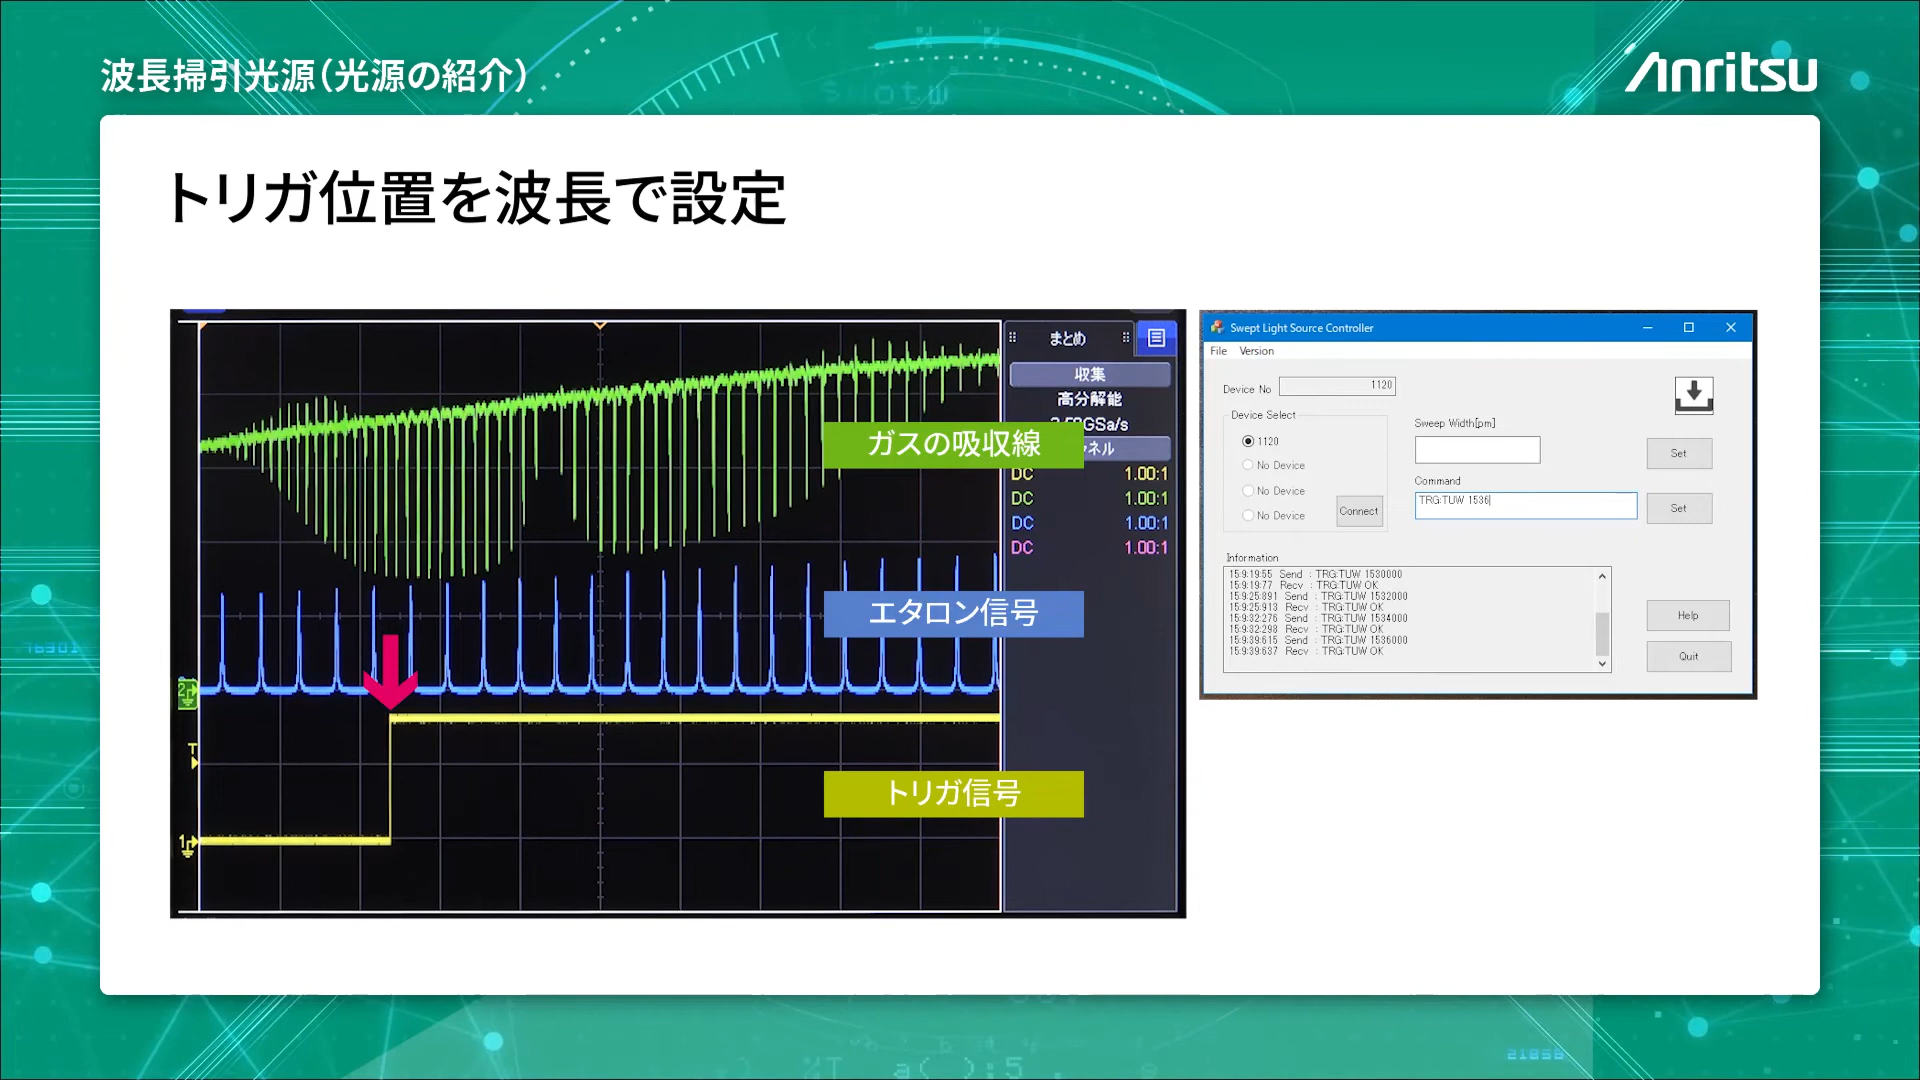 波長掃引光源（光源の紹介）
Anritsu
トリガ位置を波長で設定
まとめ
収集
高分解能
GSa/s
ネル
DC 1.00:1
DC 1.00:1
DC 1.00:1
DC 1.00:1
ガスの吸収線
エタロン信号
トリガ信号
2
T
1
Swept Light Source Controller
File Version
Device No 1120
Device Select
1120
No Device
No Device
No Device
Connect
Sweep Width[pm]
Set
Command
TRG:TUW 1536
Set
Information
15:9:19:55 Send : TRG:TUW 1530000
15:9:19:77 Recv : TRG:TUW OK
15:9:25:891 Send : TRG:TUW 1532000
15:9:25:913 Recv : TRG:TUW OK
15:9:32:276 Send : TRG:TUW 1534000
15:9:32:298 Recv : TRG:TUW OK
15:9:39:615 Send : TRG:TUW 1536000
15:9:39:637 Recv : TRG:TUW OK
Help
Quit